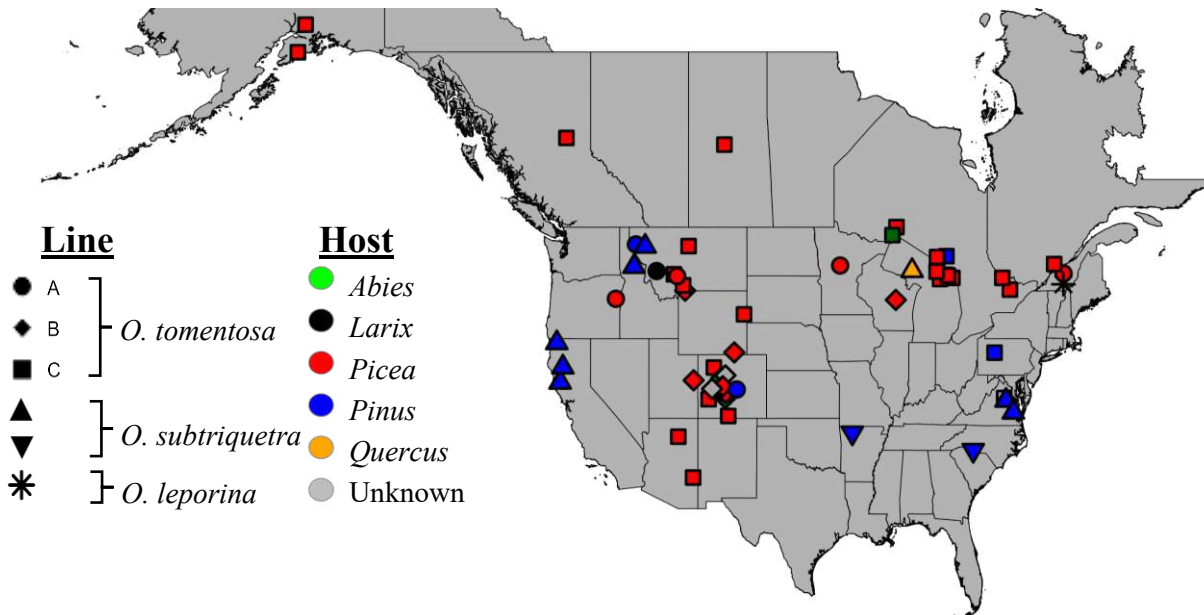 Line
A
B
C
O. tomentosa
O. subtriquetra
O. leporina
Host
Abies
Larix
Picea
Pinus
Quercus
Unknown